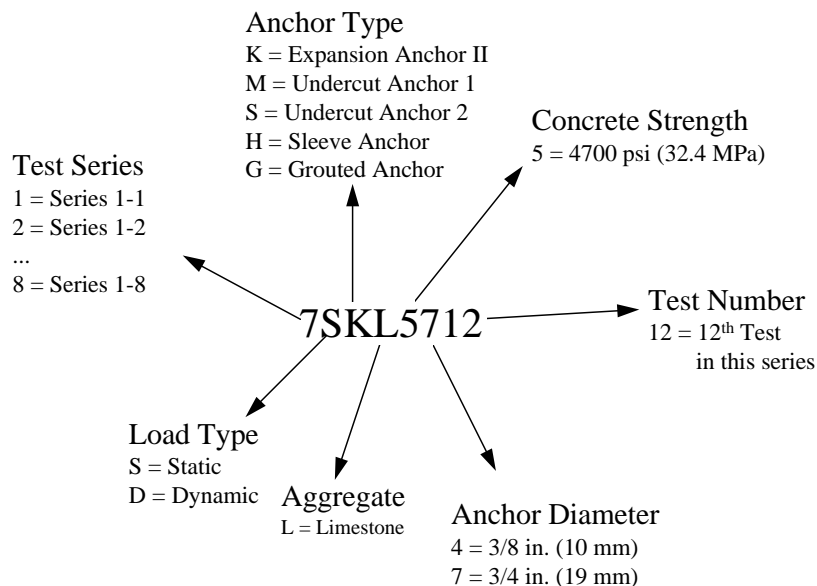 Anchor Type
K = Expansion Anchor II
M = Undercut Anchor 1
S = Undercut Anchor 2
H = Sleeve Anchor
G = Grouted Anchor
Concrete Strength
5 = 4700 psi (32.4 MPa)
Test Series
1 = Series 1-1
2 = Series 1-2
...
8 = Series 1-8
7SKL5712
Test Number
12 = 12th Test
in this series
Load Type
S = Static
D = Dynamic
Aggregate
L = Limestone
Anchor Diameter
4 = 3/8 in. (10 mm)
7 = 3/4 in. (19 mm)